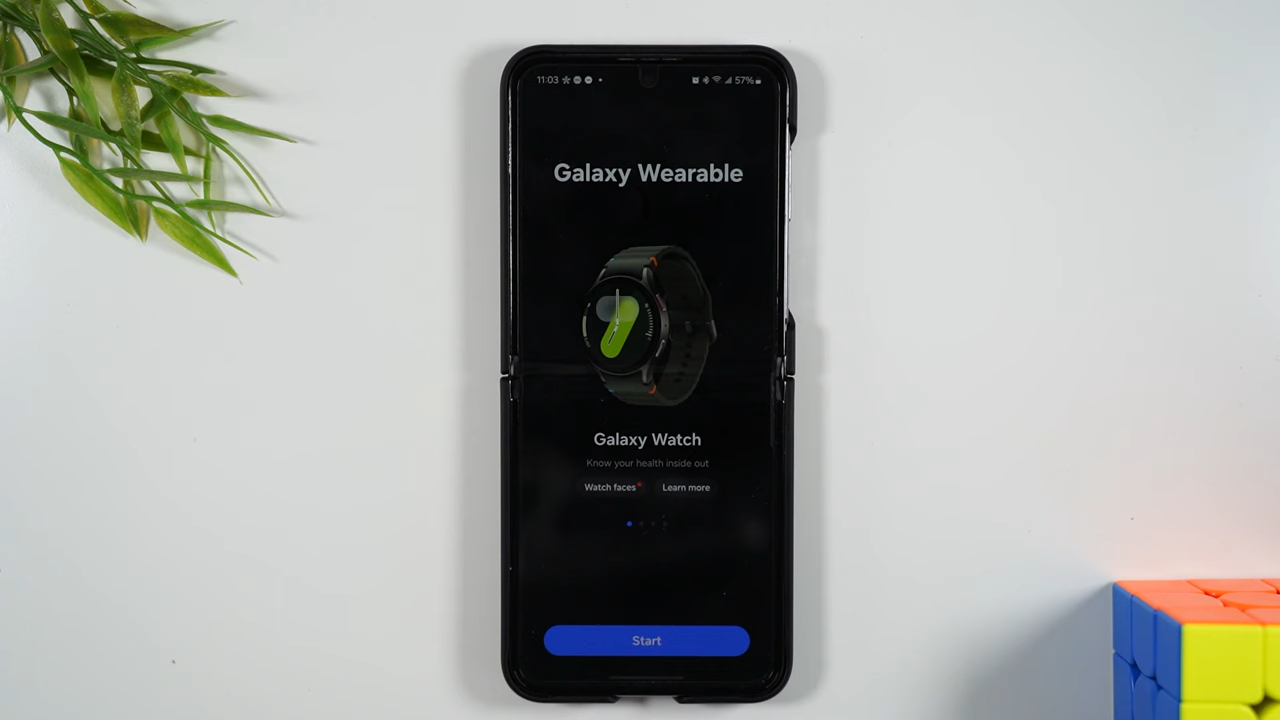 11:03 57%
Galaxy Wearable
Galaxy Watch
Know your health inside out
Watch faces Learn more
Start